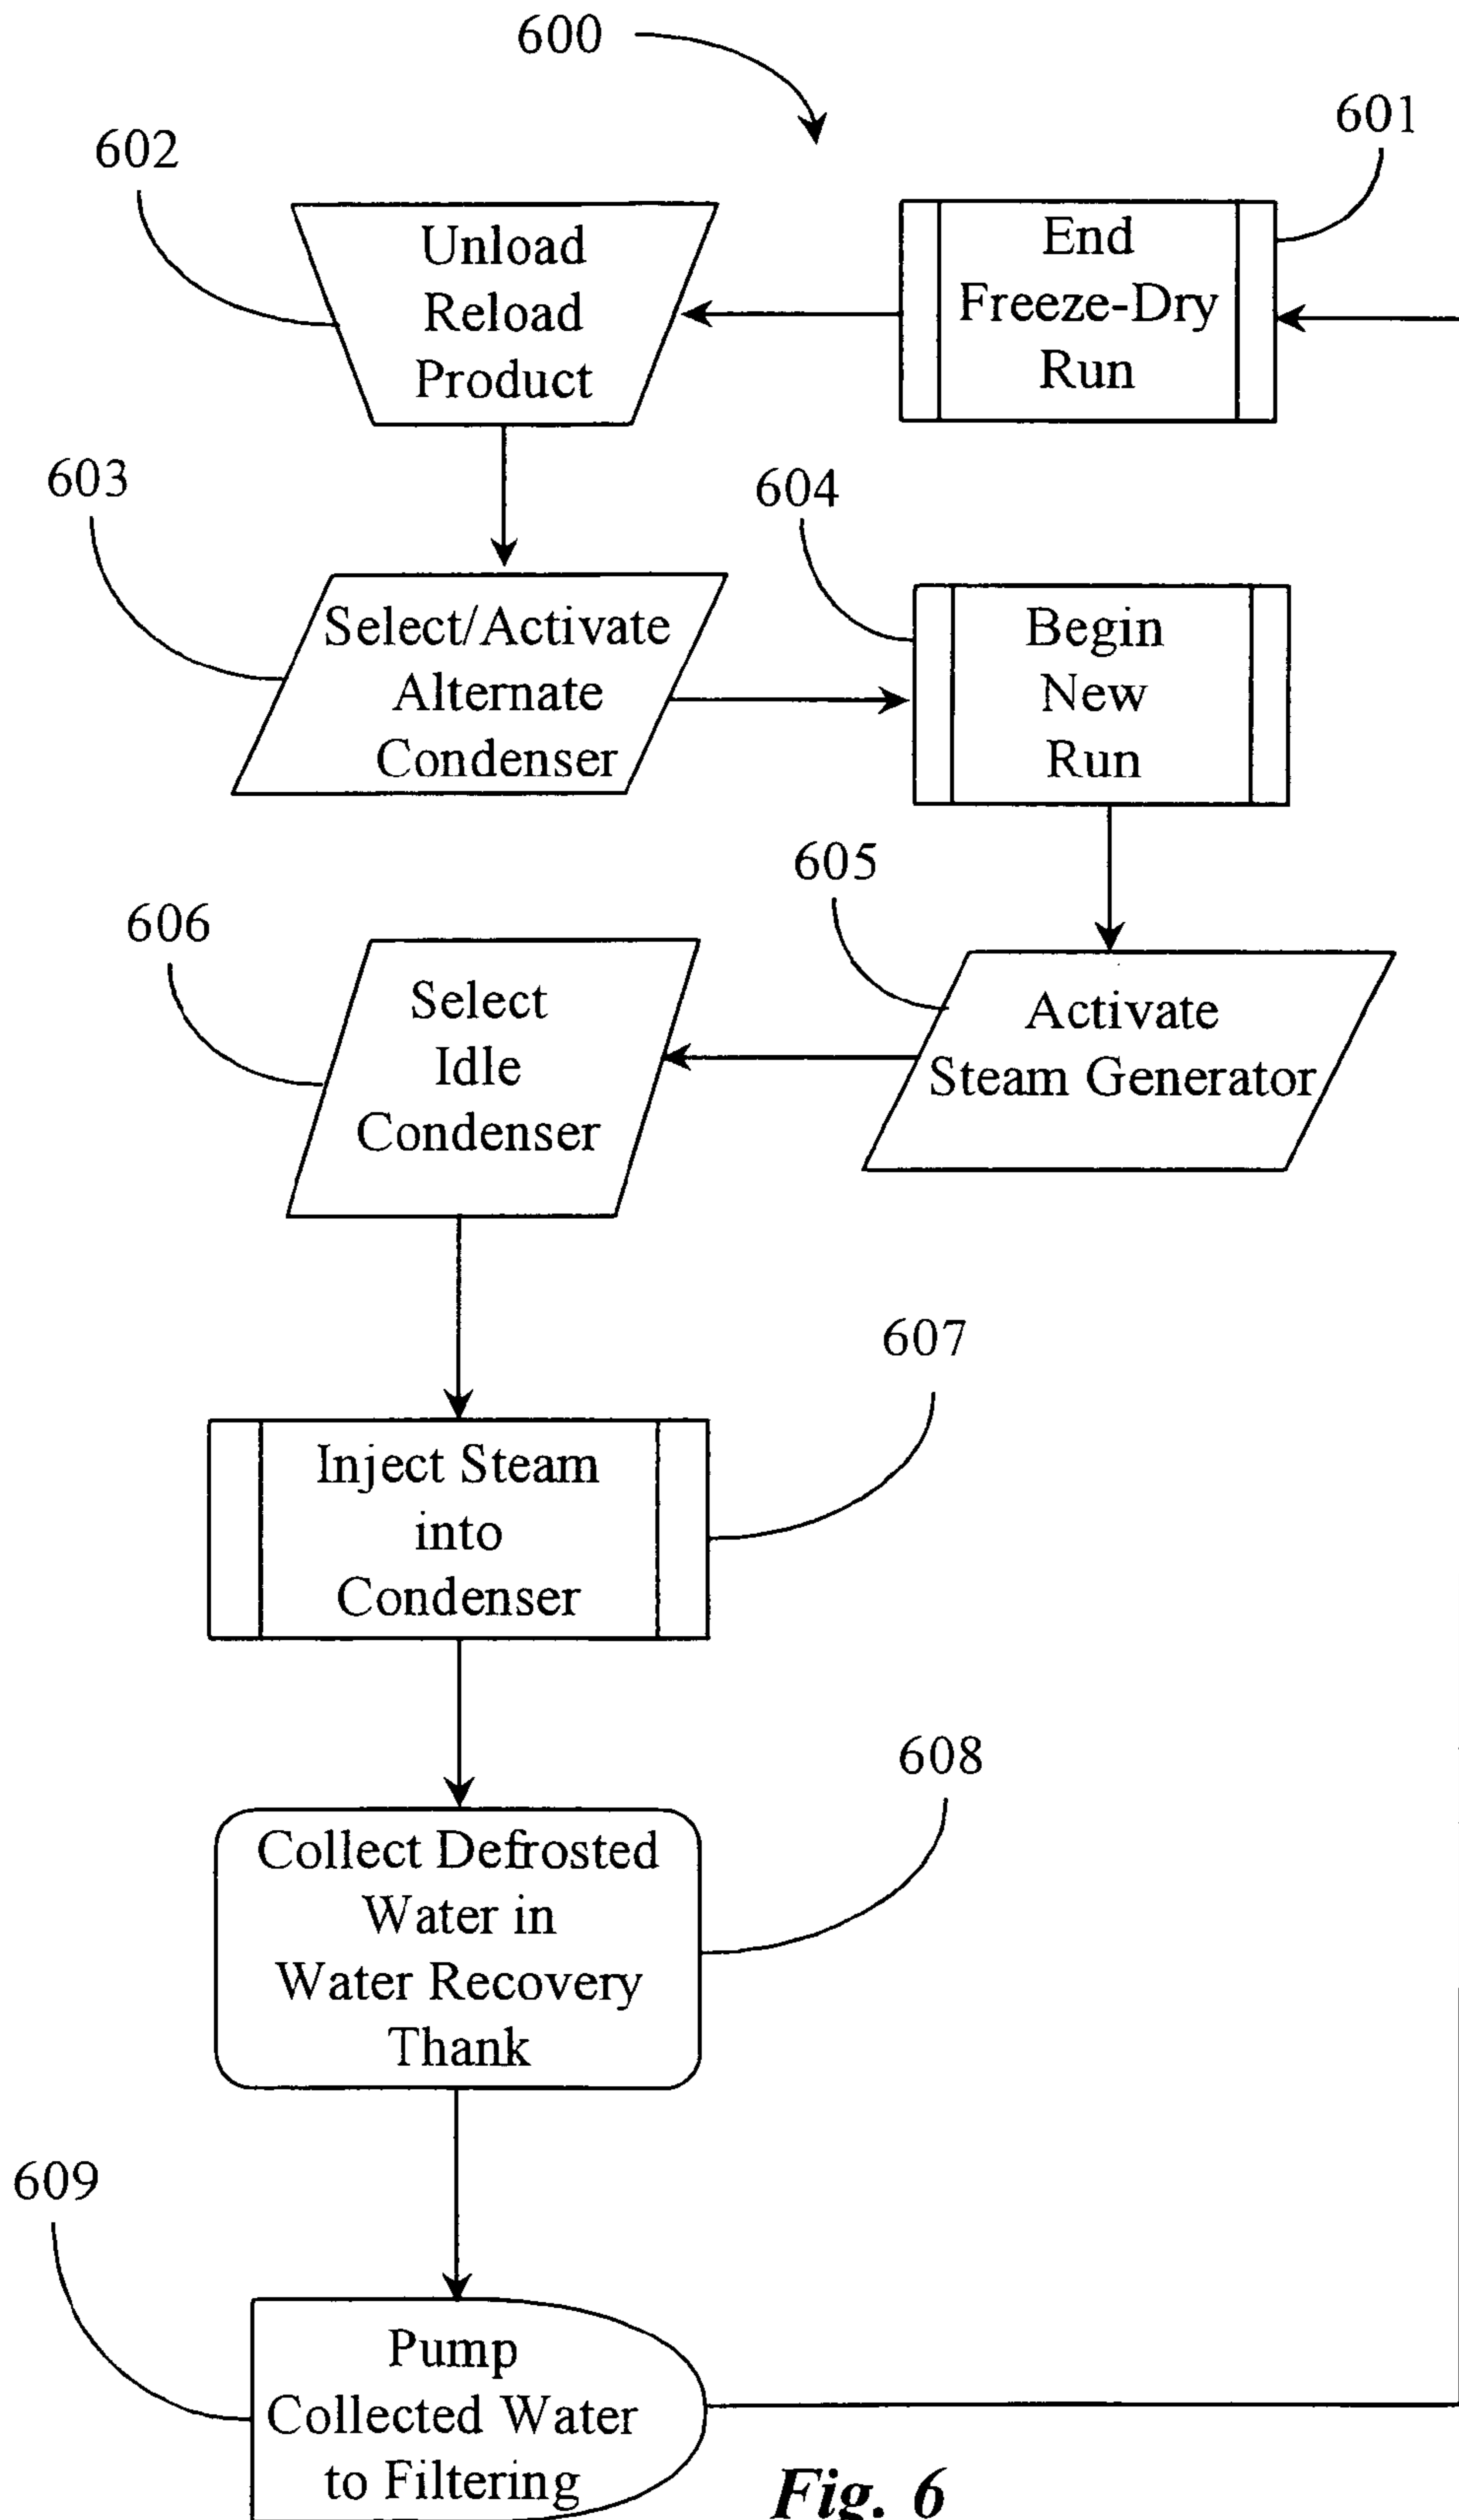 600
601
602
End
Freeze-Dry
Run
Unload
Reload
Product
603
Select/Activate
Alternate
Condenser
604
Begin
New
Run
605
Activate
Steam Generator
606
Select
Idle
Condenser
607
Inject Steam
into
Condenser
608
Collect Defrosted
Water in
Water Recovery
Thank
609
Pump
Collected Water
to Filtering
Fig. 6